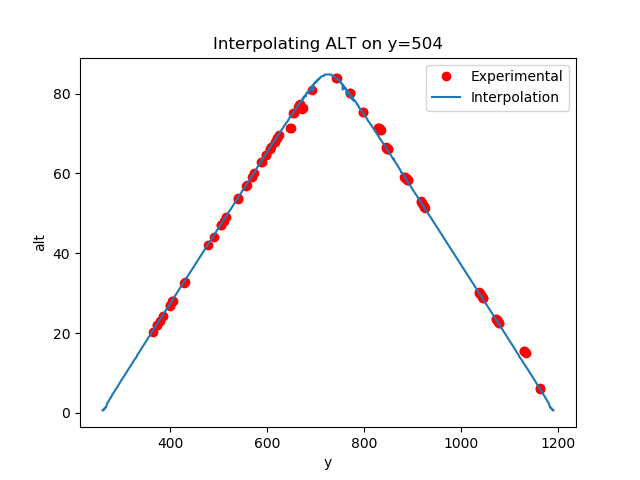 Interpolating ALT on y=504
Experimental
Interpolation
alt
80
60
40
20
0
400 600 800 1000 1200
y